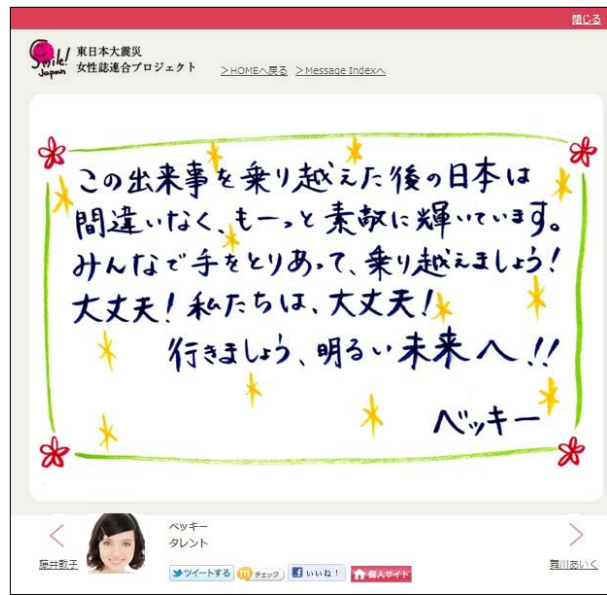 閉じる
Smile!
Japan
東日本大震災
女性誌連合プロジェクト
＞HOMEへ戻る ＞Message Indexへ
この出来事を乗り越えた後の日本は
間違いなく、もーっと素敵に輝いています。
みんなで手をとりあって、乗り越えましょう!
大丈夫!私たちは、大丈夫!
行きましょう、明るい未来へ!!
ベッキー
ベッキー
タレント
藤井敦子
ツイートする チェック いいね! 個人サイト
舞川あいく